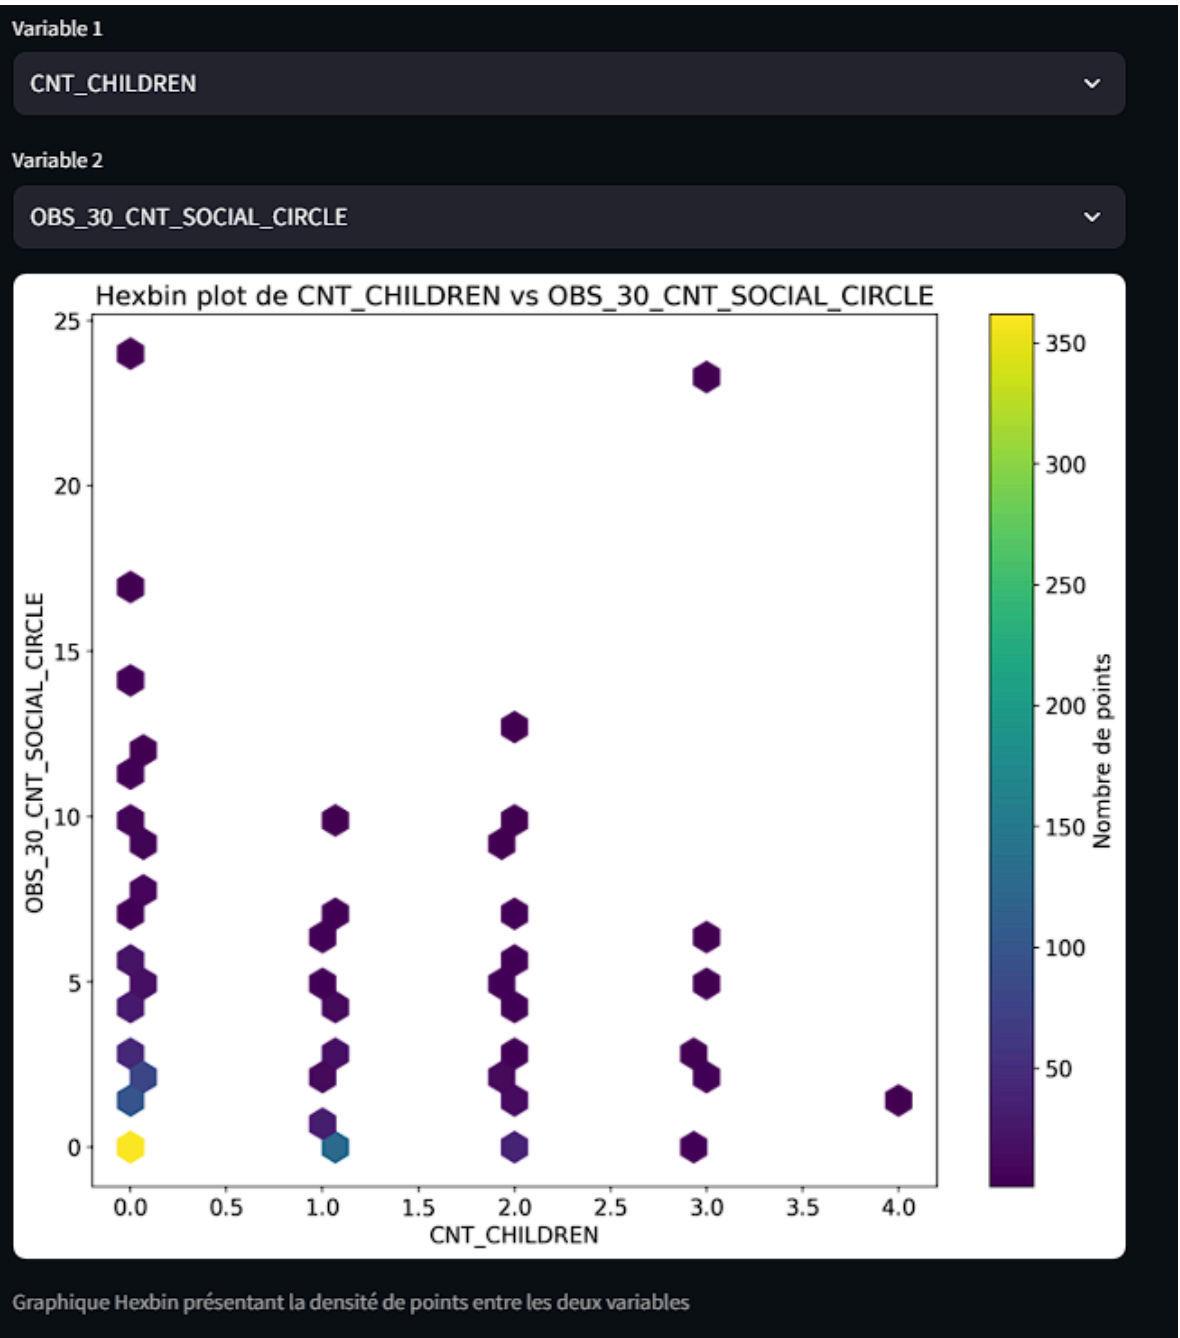 Variable 1
CNT_CHILDREN
Variable 2
OBS_30_CNT_SOCIAL_CIRCLE
Hexbin plot de CNT_CHILDREN vs OBS_30_CNT_SOCIAL_CIRCLE
25
20
15
10
5
0
OBS_30_CNT_SOCIAL_CIRCLE
0.0 0.5 1.0 1.5 2.0 2.5 3.0 3.5 4.0
CNT_CHILDREN
350
300
250
200
150
100
50
Nombre de points
Graphique Hexbin présentant la densité de points entre les deux variables